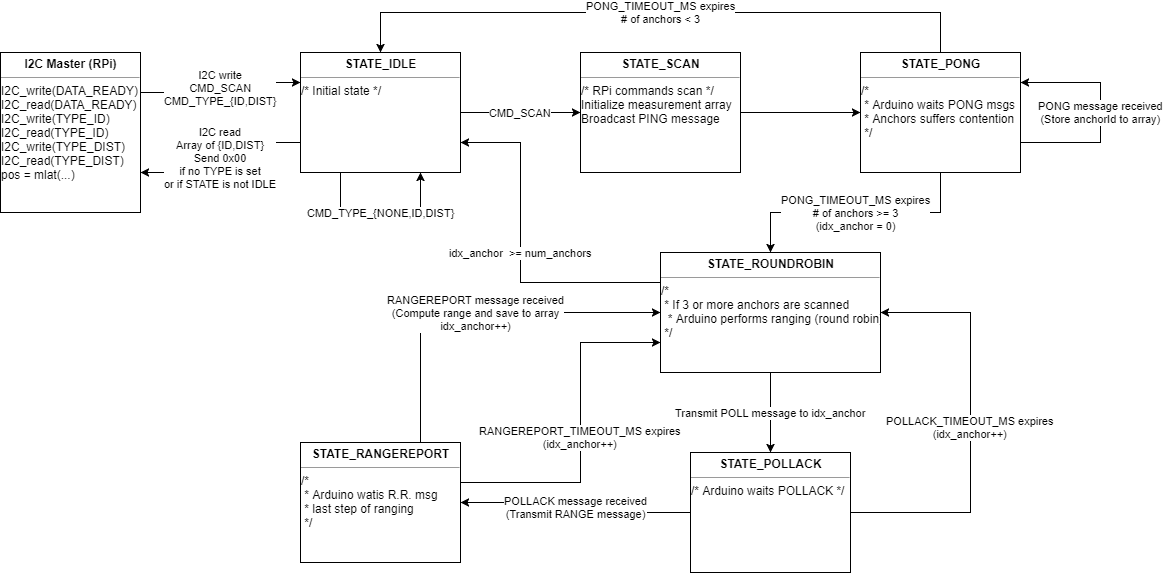 PONG_TIMEOUT_MS expires
# of anchors < 3
I2C Master (RPi)
I2C_write(DATA_READY)
I2C_read(DATA_READY)
I2C_write(TYPE_ID)
I2C_read(TYPE_ID)
I2C_write(TYPE_DIST)
I2C_read(TYPE_DIST)
pos = mlat(...)
I2C write
CMD_SCAN
CMD_TYPE_{ID,DIST}
I2C read
Array of {ID,DIST}
Send 0x00
if no TYPE is set
or if STATE is not IDLE
STATE_IDLE
/* Initial state */
CMD_TYPE_{NONE,ID,DIST}
CMD_SCAN
STATE_SCAN
/* RPi commands scan */
Initialize measurement array
Broadcast PING message
STATE_PONG
/*
* Arduino waits PONG msgs
* Anchors suffers contention
*/
PONG message received
(Store anchorId to array)
PONG_TIMEOUT_MS expires
# of anchors >= 3
(idx_anchor = 0)
idx_anchor >= num_anchors
STATE_ROUNDROBIN
/*
* If 3 or more anchors are scanned
* Arduino performs ranging (round robin
*/
RANGEREPORT message received
(Compute range and save to array
idx_anchor++)
RANGEREPORT_TIMEOUT_MS expires
(idx_anchor++)
Transmit POLL message to idx_anchor
POLLACK_TIMEOUT_MS expires
(idx_anchor++)
STATE_RANGEREPORT
/*
* Arduino watis R.R. msg
* last step of ranging
*/
POLLACK message received
(Transmit RANGE message)
STATE_POLLACK
/* Arduino waits POLLACK */